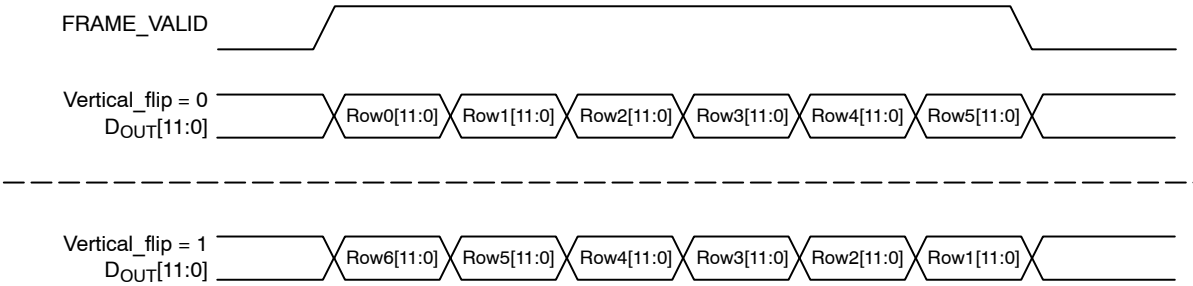 FRAME_VALID
Vertical_flip = 0
DOUT[11:0]
Row0[11:0] Row1[11:0] Row2[11:0] Row3[11:0] Row4[11:0] Row5[11:0]
Vertical_flip = 1
DOUT[11:0]
Row6[11:0] Row5[11:0] Row4[11:0] Row3[11:0] Row2[11:0] Row1[11:0]